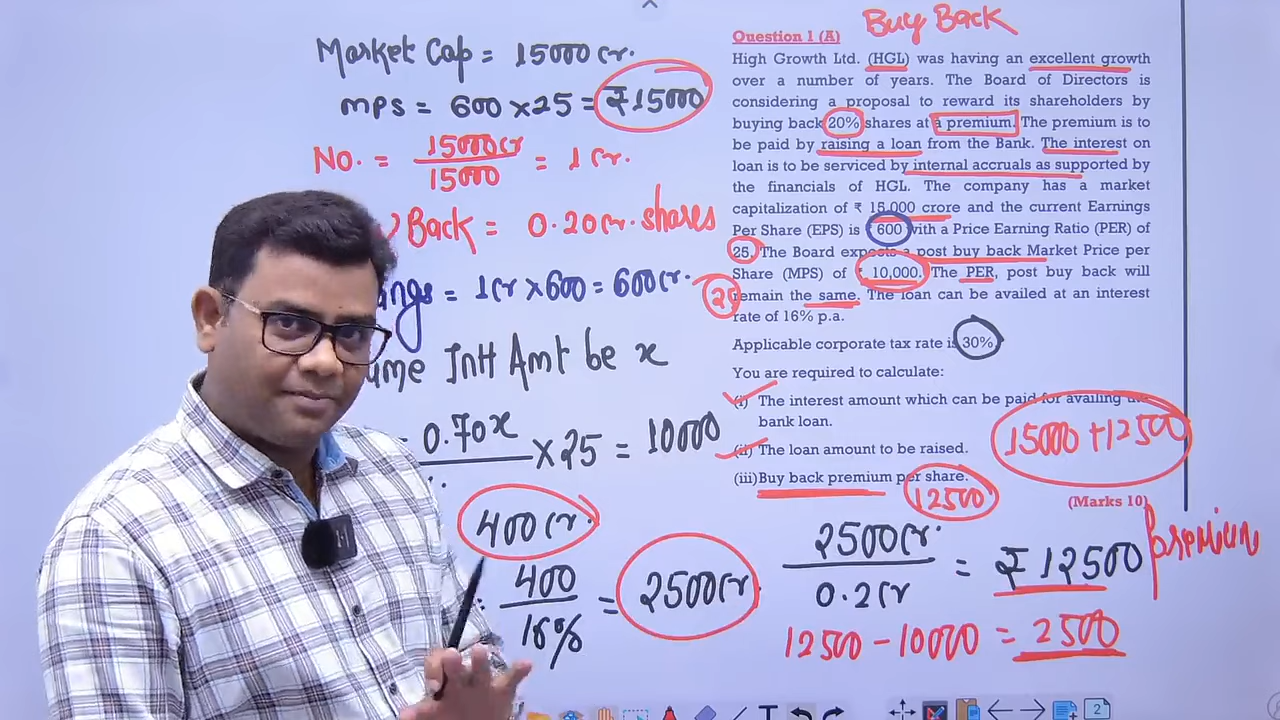 Market Cap = 15000 cr.
MPS = 600 × 25 = ₹15000
No. = 15000cr / 15000 = 1 cr.
Back = 0.20 cr. shares
ngs = 1cr × 600 = 600 cr.
ume Int Amt be x
0.70x × 25 = 10000
400 cr.
400 / 16% = 2500 cr.
Buy Back
Question 1 (A)
High Growth Ltd. (HGL) was having an excellent growth
over a number of years. The Board of Directors is
considering a proposal to reward its shareholders by
buying back 20% shares at a premium. The premium is to
be paid by raising a loan from the Bank. The interest on
loan is to be serviced by internal accruals as supported by
the financials of HGL. The company has a market
capitalization of ₹ 15,000 crore and the current Earnings
Per Share (EPS) is 600 with a Price Earning Ratio (PER) of
25. The Board expects a post buy back Market Price per
Share (MPS) of ₹ 10,000. The PER, post buy back will
25
remain the same. The loan can be availed at an interest
rate of 16% p.a.
Applicable corporate tax rate is 30%
You are required to calculate:
(i) The interest amount which can be paid for availing the
bank loan.
(ii) The loan amount to be raised.
(iii) Buy back premium per share.
(Marks 10)
15000 + 12500
12500
2500 cr. / 0.2 cr = ₹12500
premium
12500 - 10000 = 2500
2